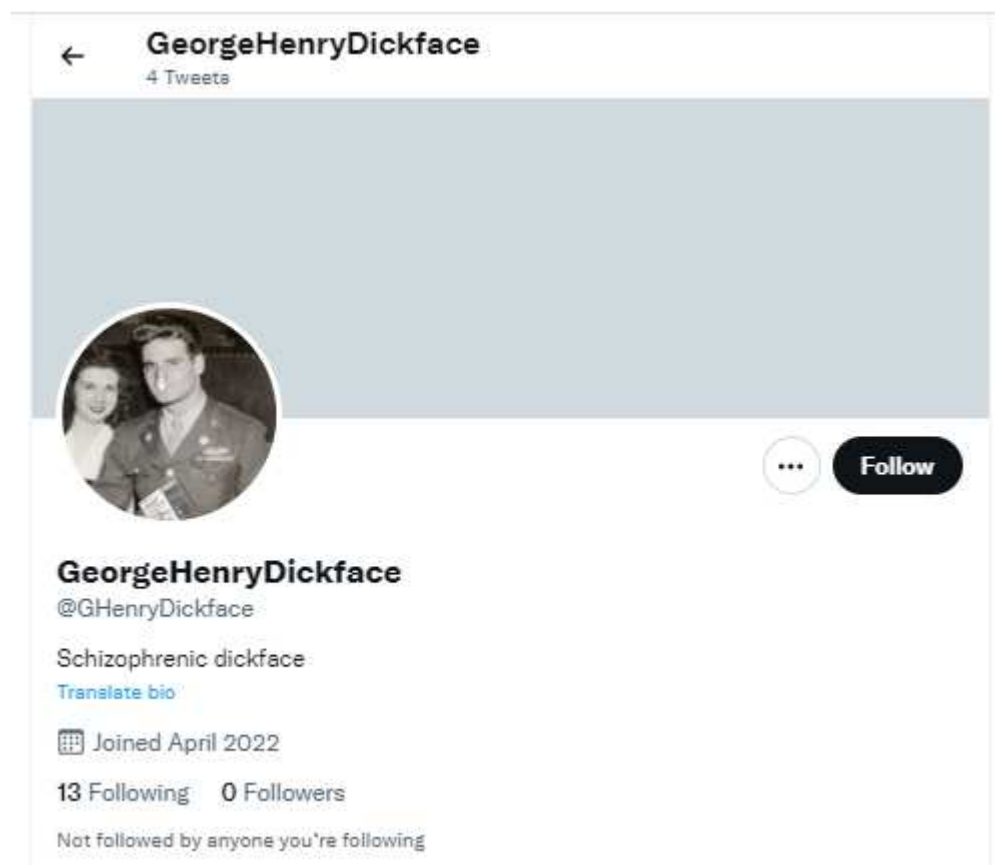 GeorgeHenryDickface
4 Tweets
Follow
GeorgeHenryDickface
@GHenryDickface
Schizophrenic dickface
Translate bio
Joined April 2022
13 Following 0 Followers
Not followed by anyone you're following